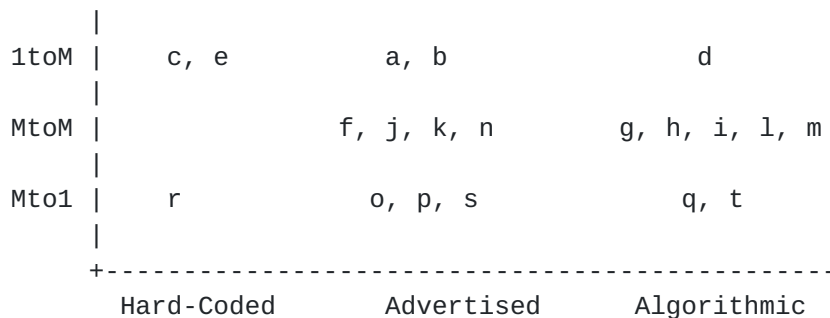 |
1toM |    c, e          a, b                d
|
MtoM |               f, j, k, n        g, h, i, l, m
|
Mto1 |    r            o, p, s             q, t
|
+-----------------------------------------------
Hard-Coded       Advertised      Algorithmic